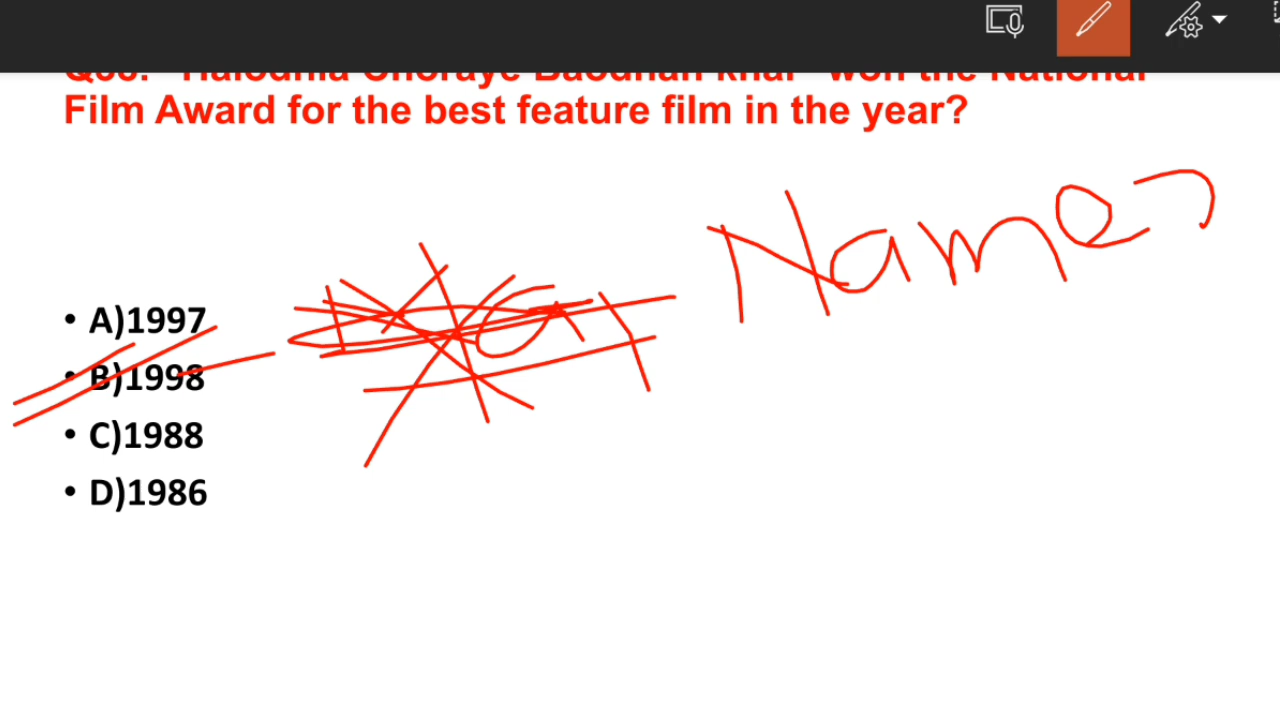 Film Award for the best feature film in the year?
Name?
• A)1997
• B)1998
• C)1988
• D)1986